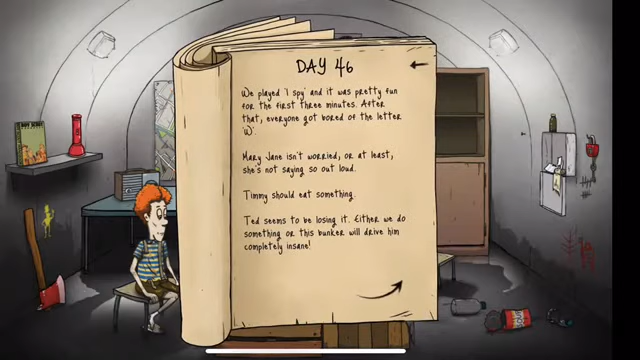 DAY 46
We played 'I spy' and it was pretty fun
for the first three minutes. After
that, everyone got bored of the letter
'W'.
Mary Jane isn't worried, or at least,
she's not saying so out loud.
Timmy should eat something.
Ted seems to be losing it. Either we do
something or this bunker will drive him
completely insane!